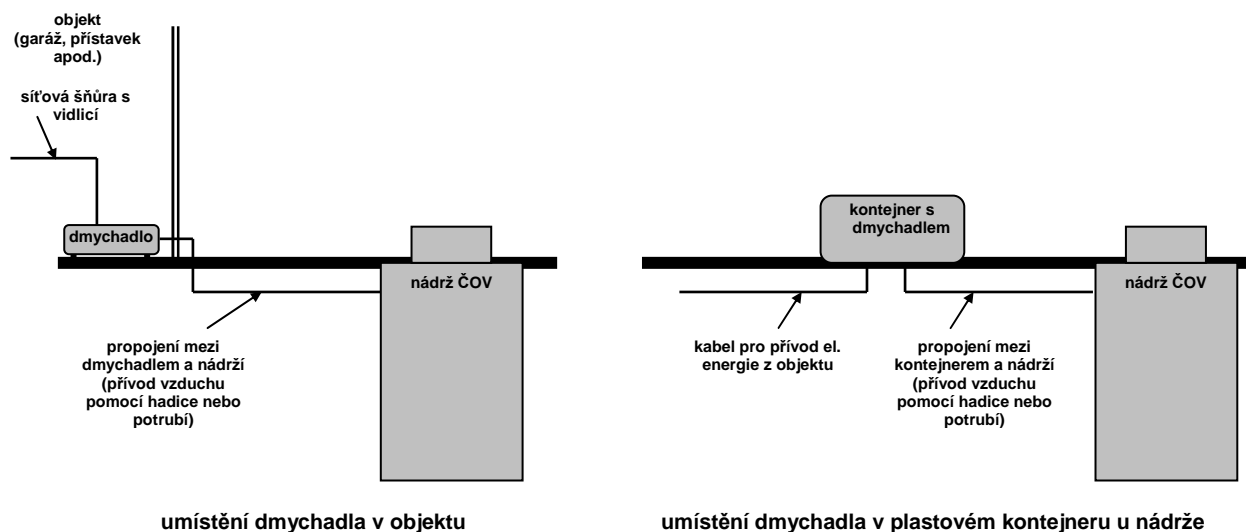 objekt
(garáž, přístavek
apod.)
síťová šňůra s
vidlicí
dmychadlo
nádrž ČOV
propojení mezi
dmychadlem a nádrží
(přívod vzduchu
pomocí hadice nebo
potrubí)
umístění dmychadla v objektu
kontejner s
dmychadlem
nádrž ČOV
kabel pro přívod el.
energie z objektu
propojení mezi
kontejnerem a nádrží
(přívod vzduchu
pomocí hadice nebo
potrubí)
umístění dmychadla v plastovém kontejneru u nádrže